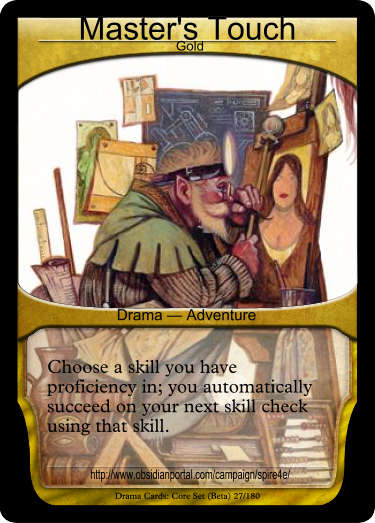 Master's Touch
Gold
Drama — Adventure
Choose a skill you have
proficiency in; you automatically
succeed on your next skill check
using that skill.
http://www.obsidianportal.com/campaign/spire4e/
Drama Cards: Core Set (Beta) 27/180